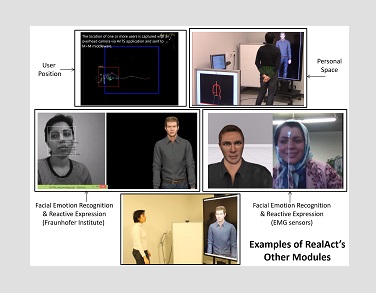 The location of one or more users is captured with an
overhead camera via AVTS application and sent to
M+M middleware.
User
Position
Personal
Space
Facial Emotion Recognition
& Reactive Expression
(Fraunhofer Institute)
Facial Emotion Recognition
& Reactive Expression
(EMG sensors)
Examples of RealAct's
Other Modules